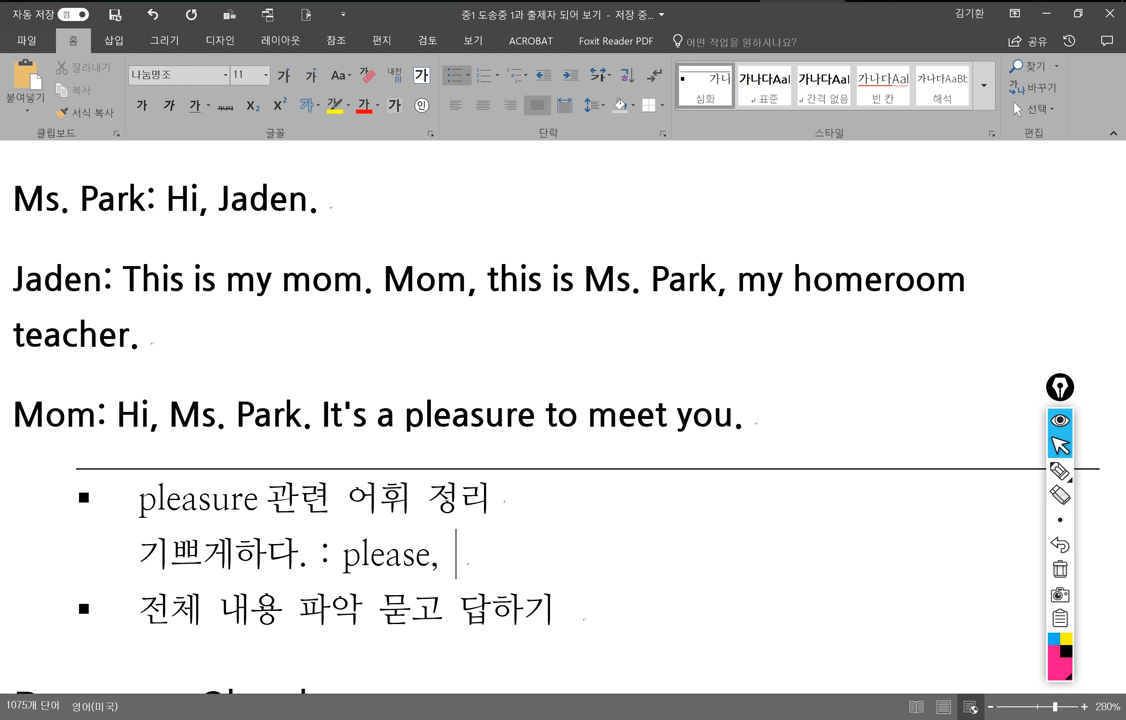 자동 저장 컴
중1 도송중 1과 출제자 되어 보기 - 저장 중...
김기환
파일 홈 삽입 그리기 디자인 레이아웃 참조 편지 검토 보기 ACROBAT Foxit Reader PDF 어떤 작업을 원하시나요? 공유
붙여넣기
잘라내기
복사
서식 복사
클립보드
나눔명조 11
글꼴
단락
가나
심화
가나다AaI
표준
가나다AaI
간격 없음
가나다AaI
빈 칸
가나다AaBb
해석
스타일
찾기
바꾸기
선택
편집
Ms. Park: Hi, Jaden.
Jaden: This is my mom. Mom, this is Ms. Park, my homeroom
teacher.
Mom: Hi, Ms. Park. It's a pleasure to meet you.
■ pleasure 관련 어휘 정리
기쁘게하다. : please,
■ 전체 내용 파악 묻고 답하기
1075개 단어 영어(미국)
280%